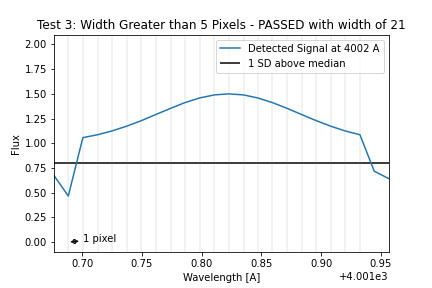 Test 3: Width Greater than 5 Pixels - PASSED with width of 21
Detected Signal at 4002 A
1 SD above median
2.00
1.75
1.50
1.25
1.00
0.75
0.50
0.25
0.00
Flux
1 pixel
0.70 0.75 0.80 0.85 0.90 0.95
Wavelength [A]
+4.001e3